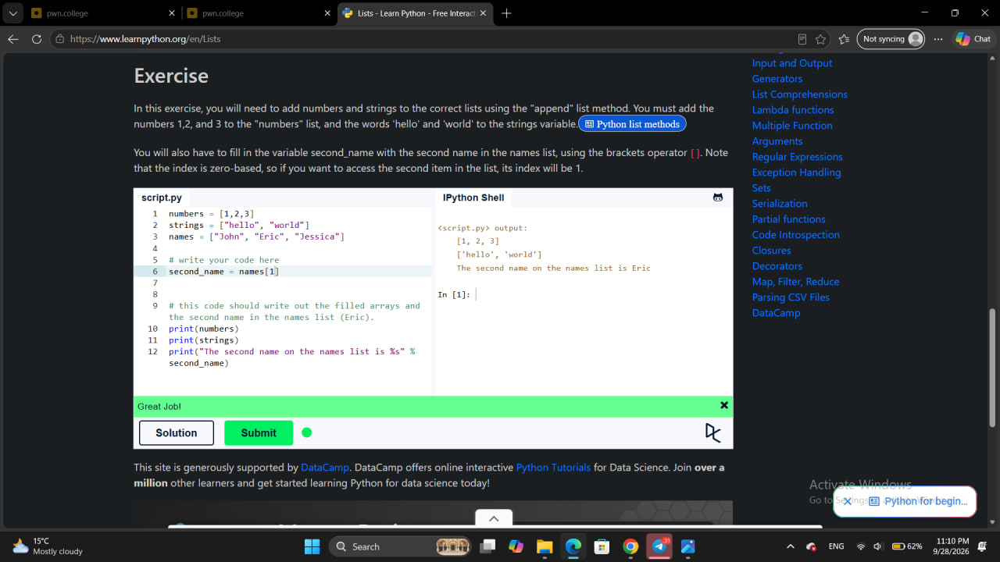 pwn.college
pwn.college
Lists - Learn Python - Free Interact
https://www.learnpython.org/en/Lists
Not syncing
Chat
Exercise
In this exercise, you will need to add numbers and strings to the correct lists using the "append" list method. You must add the
numbers 1,2, and 3 to the "numbers" list, and the words 'hello' and 'world' to the strings variable. Python list methods
You will also have to fill in the variable second_name with the second name in the names list, using the brackets operator []. Note
that the index is zero-based, so if you want to access the second item in the list, its index will be 1.
script.py
1 numbers = [1,2,3]
2 strings = ["hello", "world"]
3 names = ["John", "Eric", "Jessica"]
4
5 # write your code here
6 second_name = names[1]
7
8
9 # this code should write out the filled arrays and
the second name in the names list (Eric).
10 print(numbers)
11 print(strings)
12 print("The second name on the names list is %s" %
second_name)
IPython Shell
<script.py> output:
[1, 2, 3]
['hello', 'world']
The second name on the names list is Eric
In [1]:
Great Job!
Solution
Submit
This site is generously supported by DataCamp. DataCamp offers online interactive Python Tutorials for Data Science. Join over a
million other learners and get started learning Python for data science today!
Input and Output
Generators
List Comprehensions
Lambda functions
Multiple Function
Arguments
Regular Expressions
Exception Handling
Sets
Serialization
Partial functions
Code Introspection
Closures
Decorators
Map, Filter, Reduce
Parsing CSV Files
DataCamp
Activate Windows
Go to Settings
Python for begin...
15°C
Mostly cloudy
Search
31
ENG
62%
11:10 PM
9/28/2026